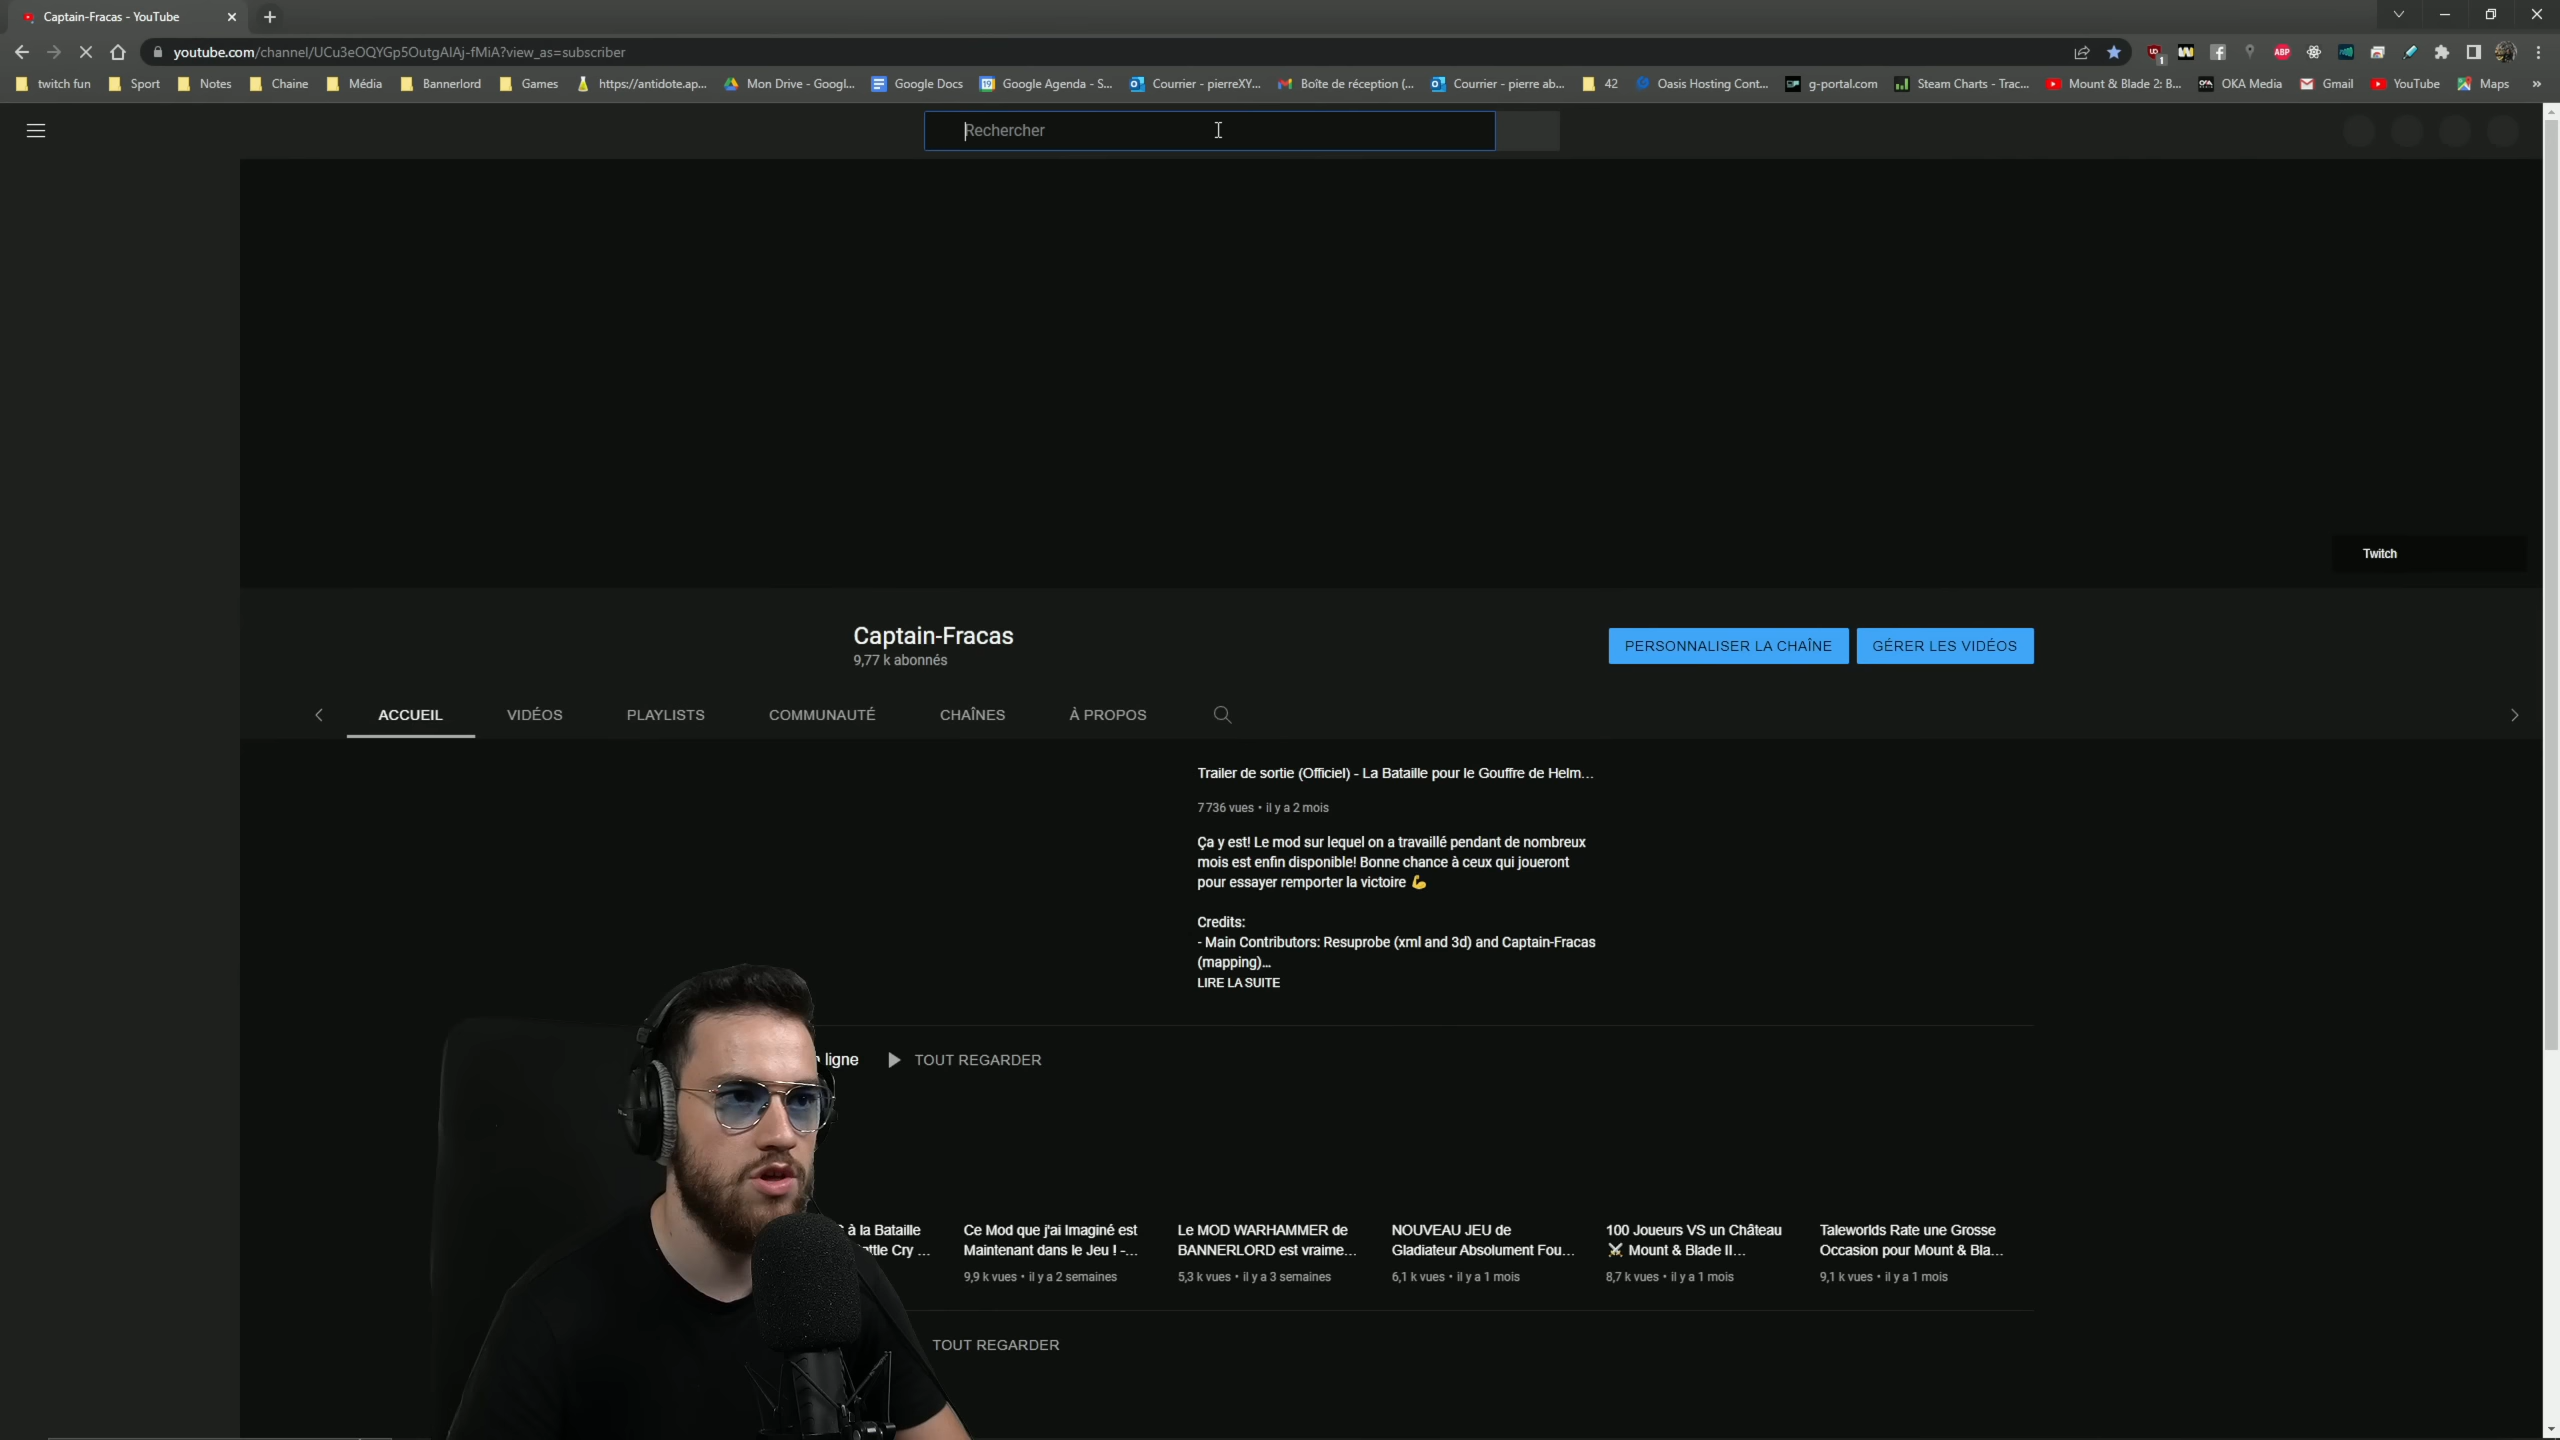 Captain-Fracas - YouTube
youtube.com/channel/UCu3eOQYGp5OutgAIAj-fMiA?view_as=subscriber
twitch fun Sport Notes Chaine Média Bannerlord Games https://antidote.ap... Mon Drive - Googl... Google Docs Google Agenda - S... Courrier - pierreXY... Boîte de réception (... Courrier - pierre ab... 42 Oasis Hosting Cont... g-portal.com Steam Charts - Trac... Mount & Blade 2: B... OKA Media Gmail YouTube Maps »
Rechercher
Twitch
Captain-Fracas
9,77 k abonnés
PERSONNALISER LA CHAÎNE GÉRER LES VIDÉOS
ACCUEIL VIDÉOS PLAYLISTS COMMUNAUTÉ CHAÎNES À PROPOS
Trailer de sortie (Officiel) - La Bataille pour le Gouffre de Helm...
7 736 vues • il y a 2 mois
Ça y est! Le mod sur lequel on a travaillé pendant de nombreux
mois est enfin disponible! Bonne chance à ceux qui joueront
pour essayer remporter la victoire 💪
Credits:
- Main Contributors: Resuprobe (xml and 3d) and Captain-Fracas
(mapping)...
LIRE LA SUITE
ligne TOUT REGARDER
à la Bataille
Cry ...
Ce Mod que j'ai Imaginé est
Maintenant dans le Jeu ! -...
9,9 k vues • il y a 2 semaines
Le MOD WARHAMMER de
BANNERLORD est vraime...
5,3 k vues • il y a 3 semaines
NOUVEAU JEU de
Gladiateur Absolument Fou...
6,1 k vues • il y a 1 mois
100 Joueurs VS un Château
⚔ Mount & Blade II...
8,7 k vues • il y a 1 mois
Taleworlds Rate une Grosse
Occasion pour Mount & Bla...
9,1 k vues • il y a 1 mois
TOUT REGARDER